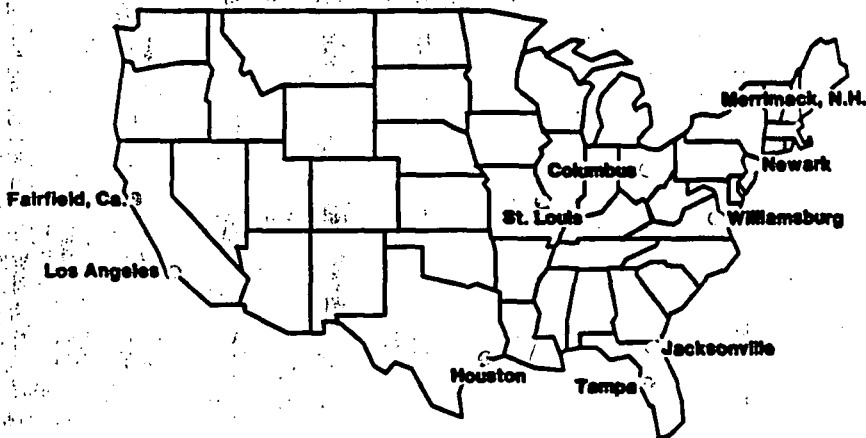 Merrimack, N.H.
Columbus
Newark
Fairfield, Ca.
St. Louis
Williamsburg
Los Angeles
Jacksonville
Houston
Tampa